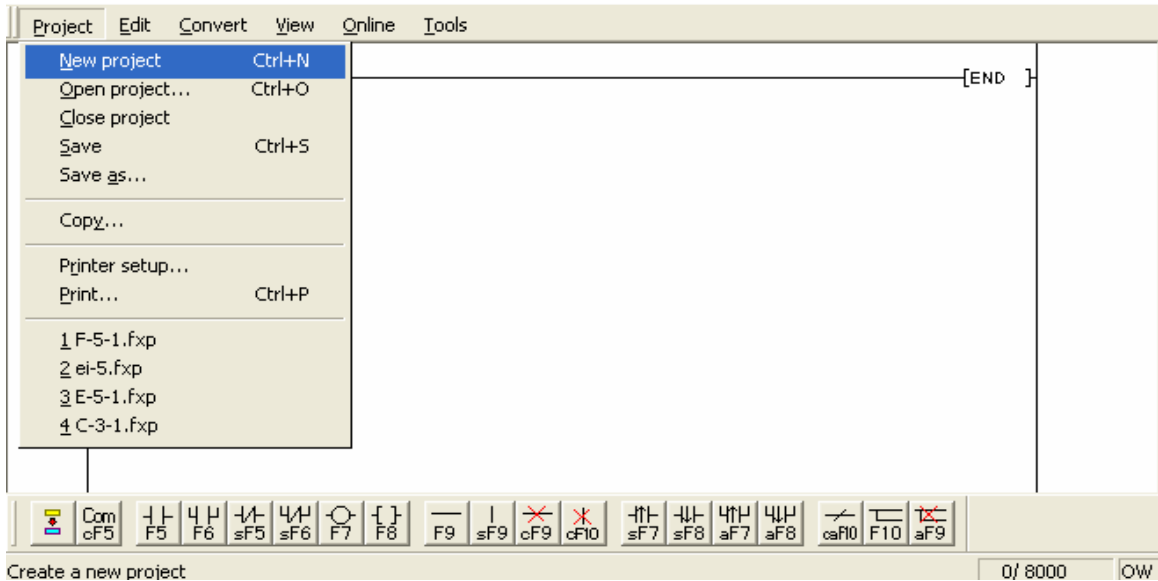 Project Edit Convert View Online Tools
New project Ctrl+N
[END ]
Open project... Ctrl+O
Close project
Save Ctrl+S
Save as...
Copy...
Printer setup...
Print... Ctrl+P
1 F-5-1.fxp
2 ei-5.fxp
3 E-5-1.fxp
4 C-3-1.fxp
Com
cF5 F5 F6 sF5 sF6 F7 F8 F9 sF9 cF9 cF10 sF7 sF8 aF7 aF8 caF10 F10 aF9
Create a new project 0/ 8000 OW